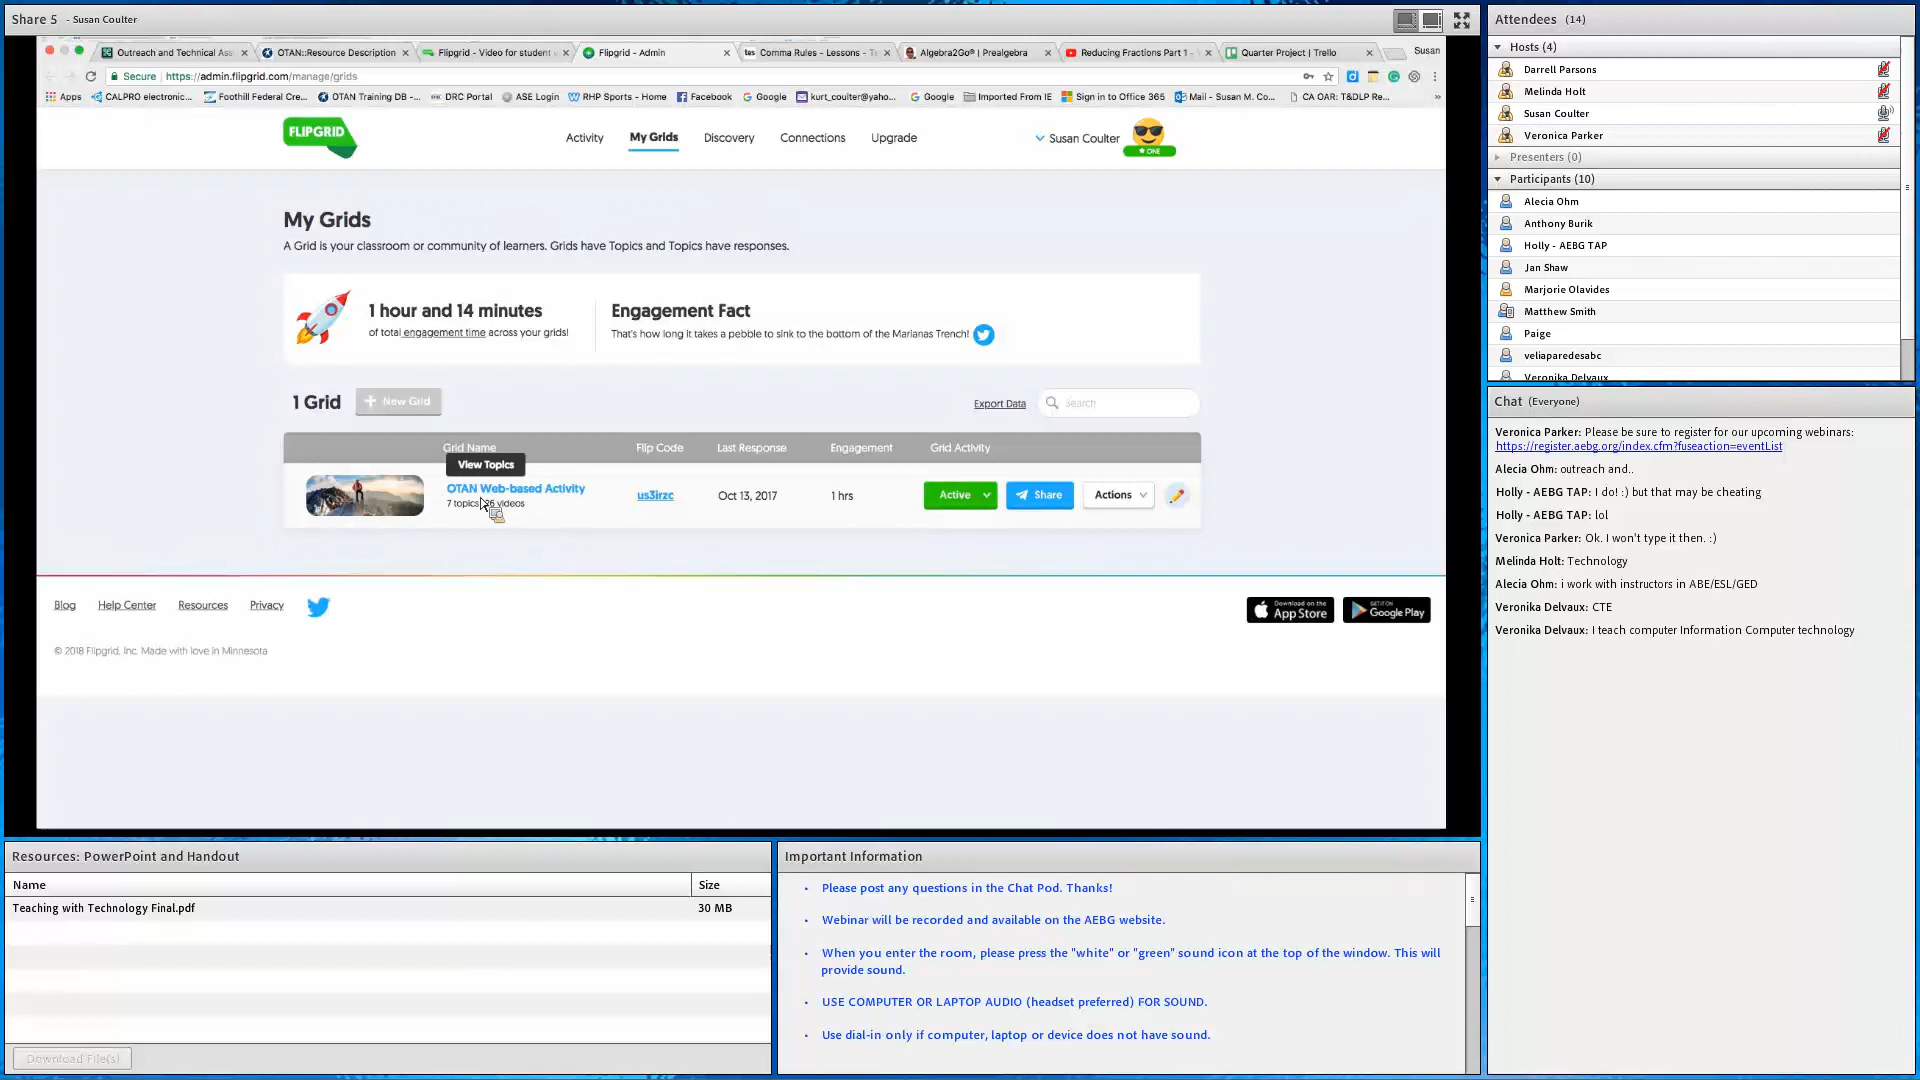 Share 5 - Susan Coulter
Outreach and Technical Ass
OTAN::Resource Description
Flipgrid - Video for student
Flipgrid - Admin
Comma Rules - Lessons - Te
Algebra2Go® | Prealgebra
Reducing Fractions Part 1 -
Quarter Project | Trello
Susan
Secure https://admin.flipgrid.com/manage/grids
Apps
CALPRO electronic...
Foothill Federal Cre...
OTAN Training DB -...
DRC Portal
ASE Login
RHP Sports - Home
Facebook
Google
kurt_coulter@yaho...
Google
Imported From IE
Sign in to Office 365
Mail - Susan M. Co...
CA OAR: T&DLP Re...
FLIPGRID
Activity
My Grids
Discovery
Connections
Upgrade
Susan Coulter
ONE
My Grids
A Grid is your classroom or community of learners. Grids have Topics and Topics have responses.
1 hour and 14 minutes
of total engagement time across your grids!
Engagement Fact
That's how long it takes a pebble to sink to the bottom of the Marianas Trench!
1 Grid
+ New Grid
Export Data
Search
Grid Name
Flip Code
Last Response
Engagement
Grid Activity
View Topics
OTAN Web-based Activity
7 topics, 26 videos
us3irzc
Oct 13, 2017
1 hrs
Active
Share
Actions
Blog
Help Center
Resources
Privacy
Download on the
App Store
GET IT ON
Google Play
© 2018 Flipgrid, Inc. Made with love in Minnesota
Attendees (14)
Hosts (4)
Darrell Parsons
Melinda Holt
Susan Coulter
Veronica Parker
Presenters (0)
Participants (10)
Alecia Ohm
Anthony Burik
Holly - AEBG TAP
Jan Shaw
Marjorie Olavides
Matthew Smith
Paige
veliaparedesabc
Veronika Delvaux
Chat (Everyone)
Veronica Parker: Please be sure to register for our upcoming webinars:
https://register.aebg.org/index.cfm?fuseaction=eventList
Alecia Ohm: outreach and..
Holly - AEBG TAP: I do! :) but that may be cheating
Holly - AEBG TAP: lol
Veronica Parker: Ok. I won't type it then. :)
Melinda Holt: Technology
Alecia Ohm: i work with instructors in ABE/ESL/GED
Veronika Delvaux: CTE
Veronika Delvaux: I teach computer Information Computer technology
Resources: PowerPoint and Handout
Name
Size
Teaching with Technology Final.pdf
30 MB
Download File(s)
Important Information
• Please post any questions in the Chat Pod. Thanks!
• Webinar will be recorded and available on the AEBG website.
• When you enter the room, please press the "white" or "green" sound icon at the top of the window. This will
provide sound.
• USE COMPUTER OR LAPTOP AUDIO (headset preferred) FOR SOUND.
• Use dial-in only if computer, laptop or device does not have sound.